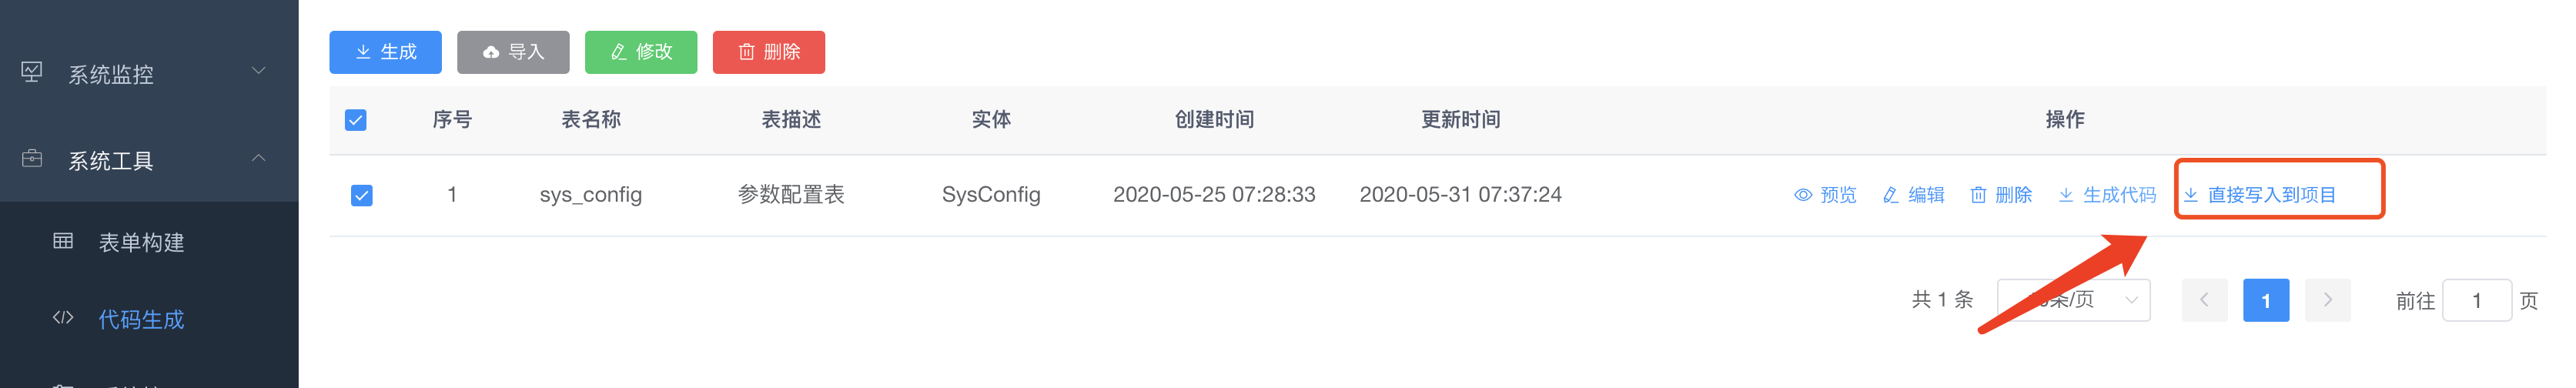 系统监控
系统工具
表单构建
代码生成
生成 导入 修改 删除
序号 表名称 表描述 实体 创建时间 更新时间 操作
1 sys_config 参数配置表 SysConfig 2020-05-25 07:28:33 2020-05-31 07:37:24 预览 编辑 删除 生成代码 直接写入到项目
共 1 条 条/页 1 前往 1 页